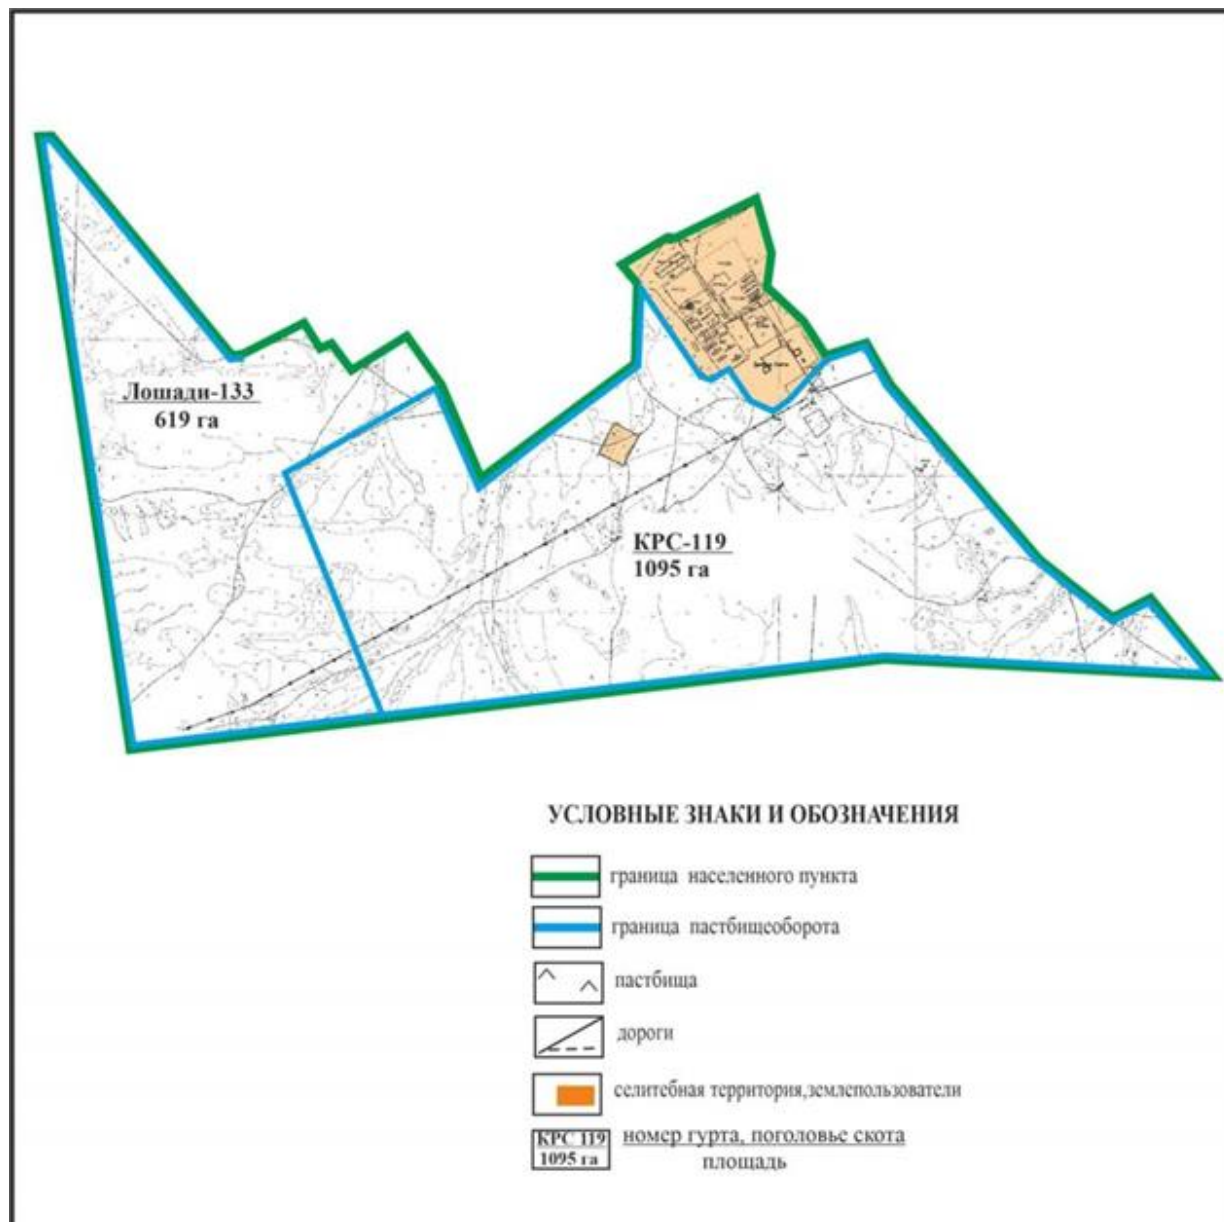 Лошади-133
619 га
КРС-119
1095 га
УСЛОВНЫЕ ЗНАКИ И ОБОЗНАЧЕНИЯ
граница населенного пункта
граница пастбищеоборота
пастбища
дороги
селитебная территория,землепользователи
КРС 119
1095 га
номер гурта, поголовье скота
площадь